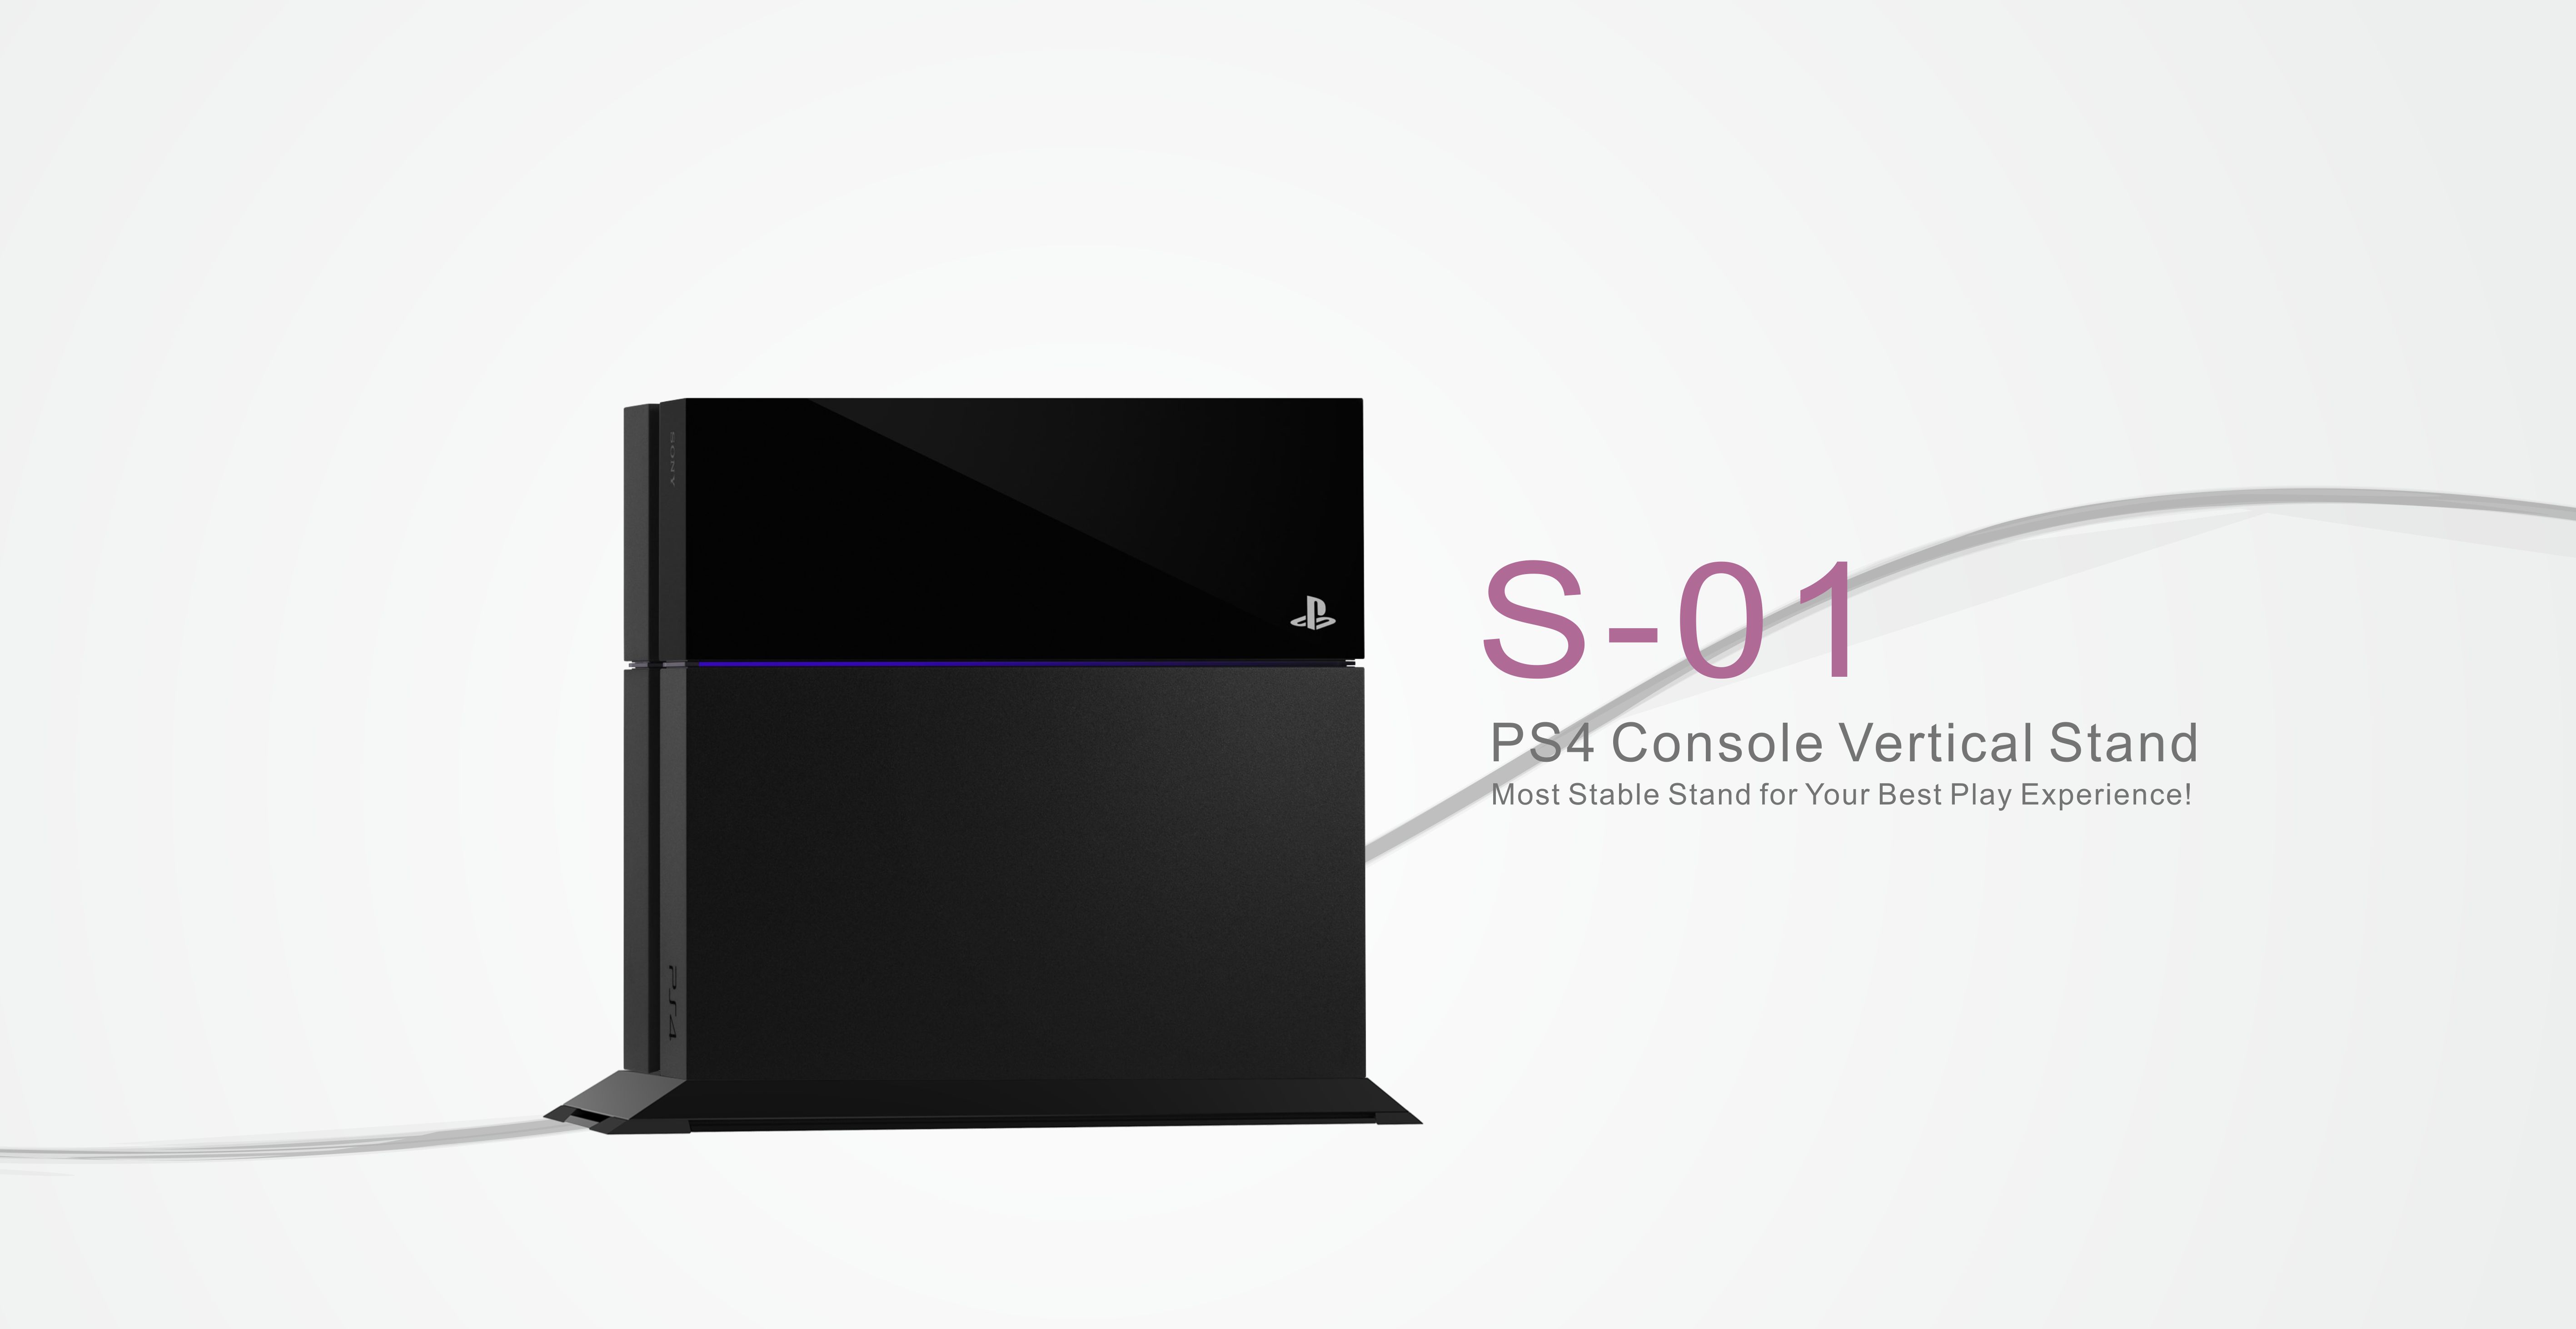 SONY
S-01
PS4 Console Vertical Stand
Most Stable Stand for Your Best Play Experience!
PS4